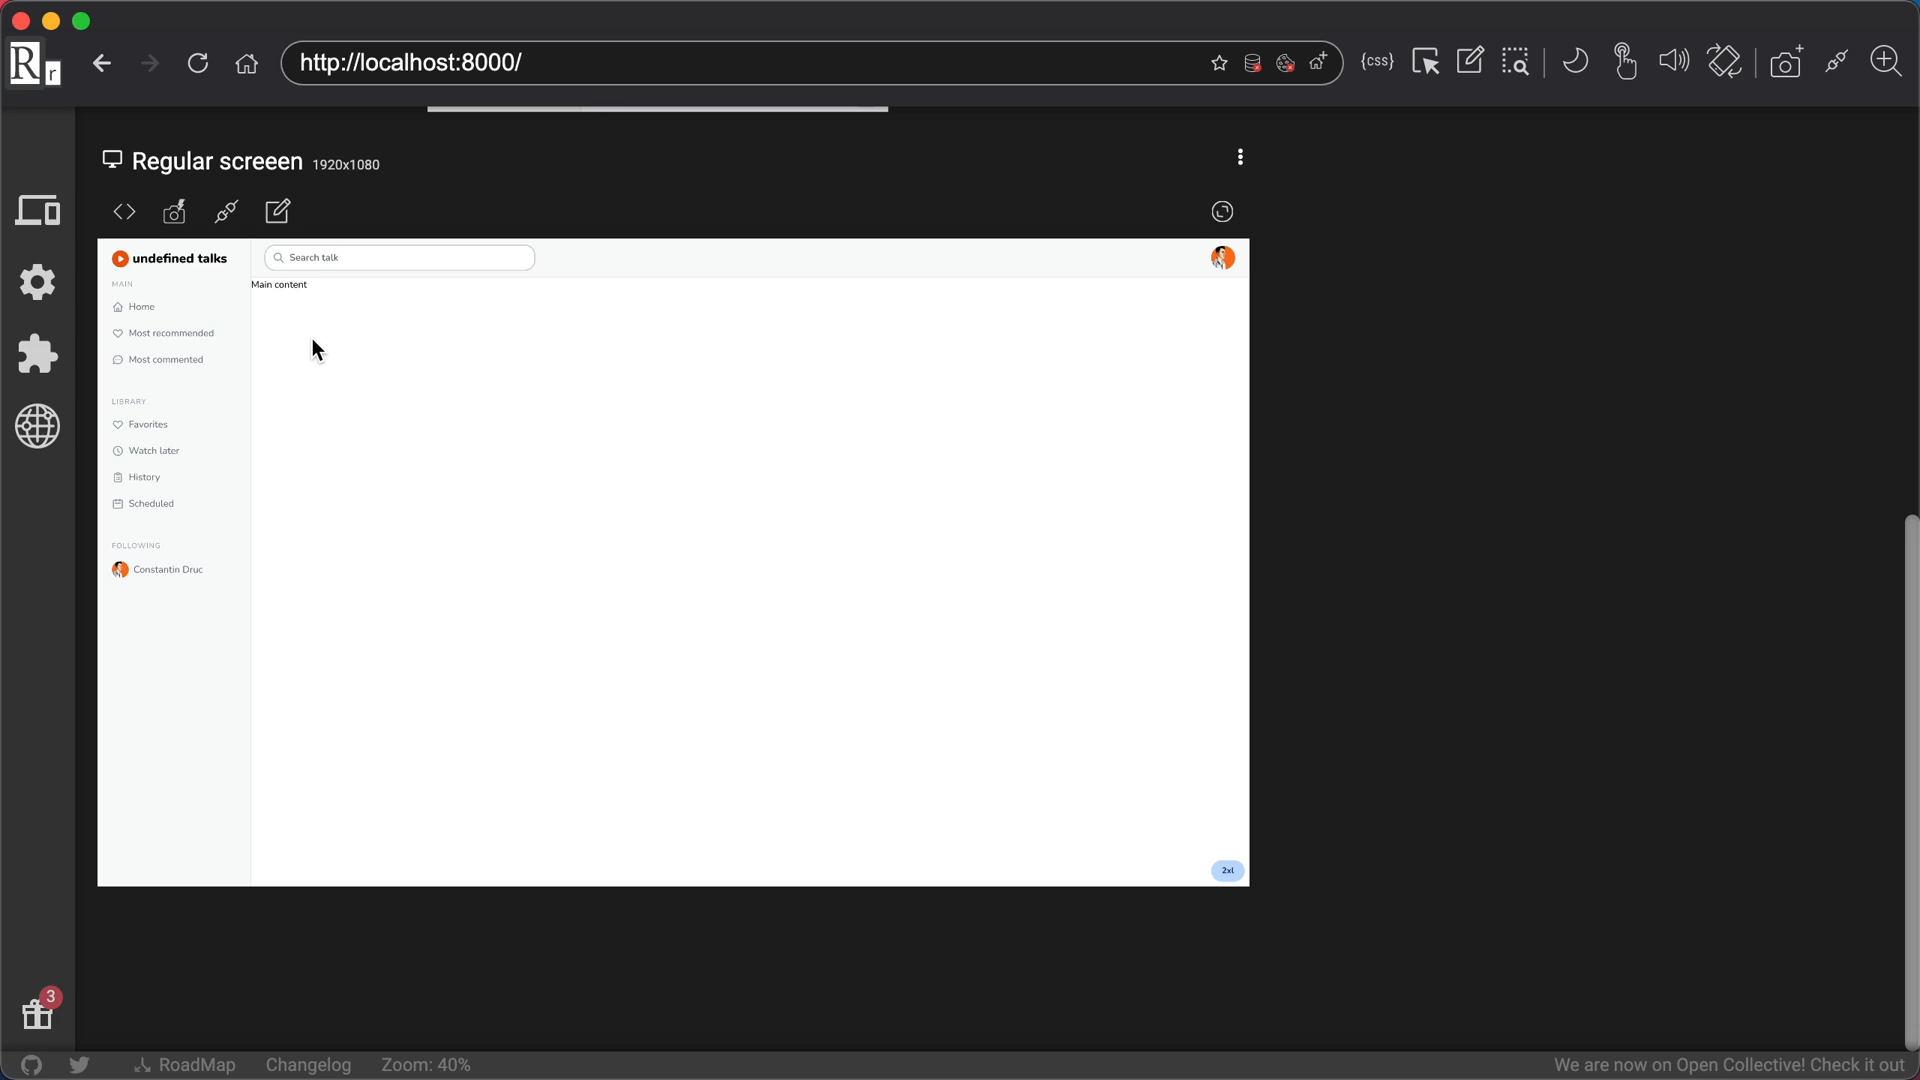 R
r
http://localhost:8000/
{css}
Regular screeen 1920x1080
undefined talks
Search talk
MAIN
Main content
Home
Most recommended
Most commented
LIBRARY
Favorites
Watch later
History
Scheduled
FOLLOWING
Constantin Druc
2xl
3
RoadMap
Changelog
Zoom: 40%
We are now on Open Collective! Check it out